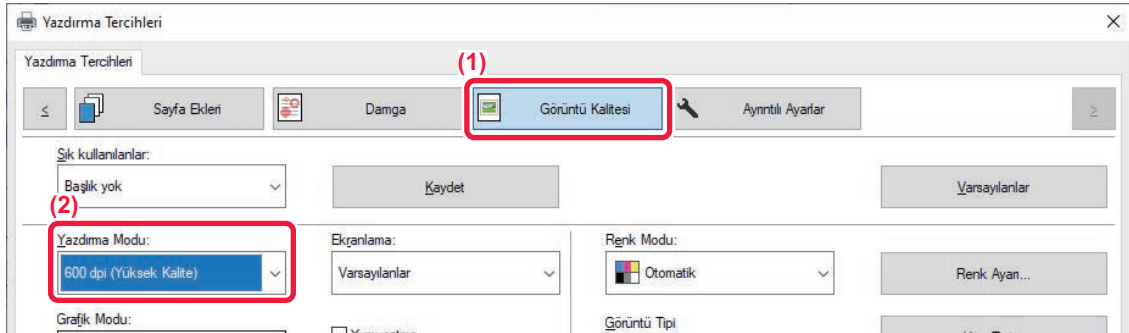 Yazdırma Tercihleri
Yazdırma Tercihleri
(1)
< Sayfa Ekleri Damga Görüntü Kalitesi Ayrıntılı Ayarlar >
Sık kullanılanlar:
Başlık yok Kaydet Varsayılanlar
(2)
Yazdırma Modu: Ekranlama: Renk Modu:
600 dpi (Yüksek Kalite) Varsayılanlar Otomatik Renk Ayarı...
Grafik Modu: Görüntü Tipi